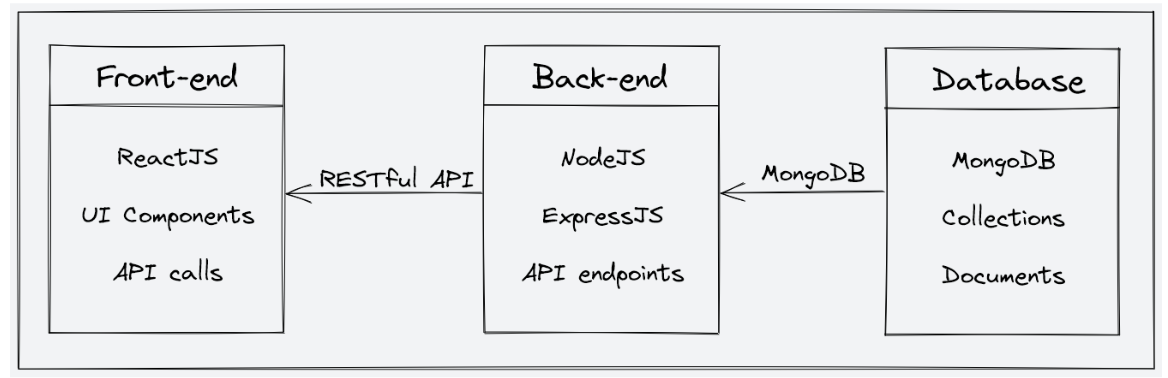 Front-end
ReactJS
UI Components
API calls
RESTful API
Back-end
NodeJS
ExpressJS
API endpoints
MongoDB
Database
MongoDB
Collections
Documents